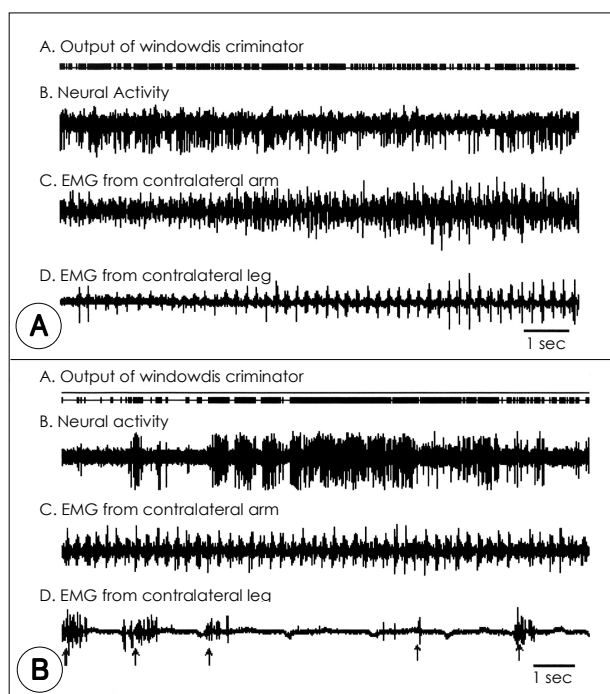 A. Output of windowdis criminator
B. Neural Activity
C. EMG from contralateral arm
D. EMG from contralateral leg
A
1 sec
A. Output of windowdis criminator
B. Neural activity
C. EMG from contralateral arm
D. EMG from contralateral leg
B
1 sec